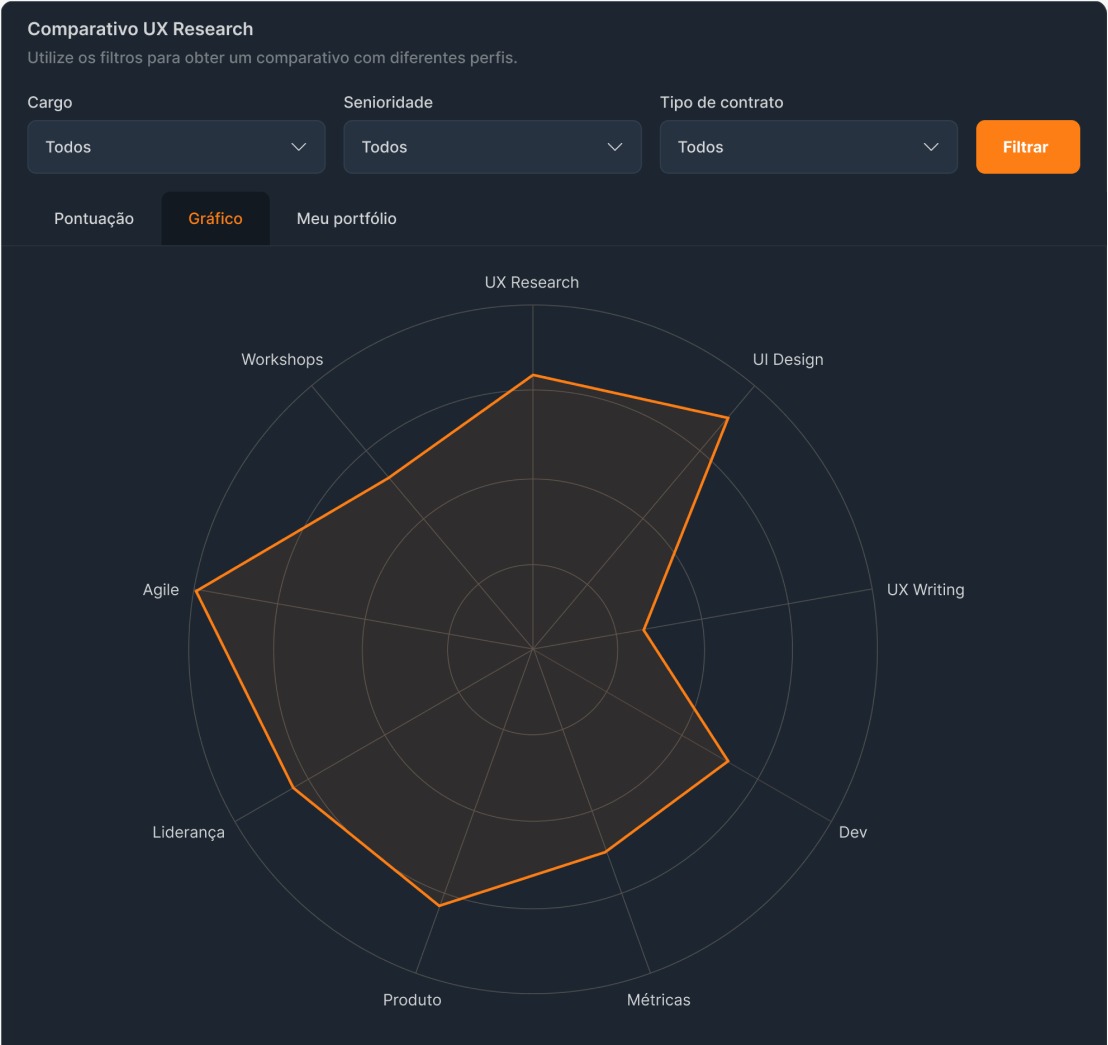 Comparativo UX Research
Utilize os filtros para obter um comparativo com diferentes perfis.
Cargo
Senioridade
Tipo de contrato
Todos
Todos
Todos
Filtrar
Pontuação
Gráfico
Meu portfólio
UX Research
Workshops
UI Design
Agile
UX Writing
Liderança
Dev
Produto
Métricas